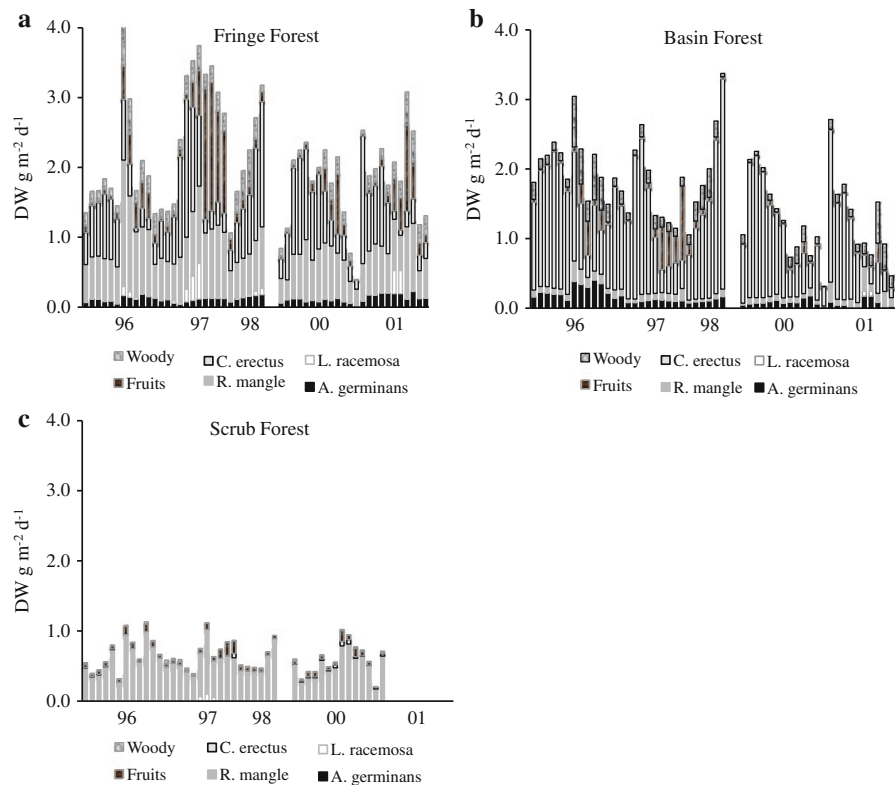 a
Fringe Forest
4.0
3.0
2.0
1.0
0.0
DW g m-2 d-1
96 97 98 00 01
Woody C. erectus L. racemosa
Fruits R. mangle A. germinans
b
Basin Forest
4.0
3.0
2.0
1.0
0.0
DW g m-2 d-1
96 97 98 00 01
Woody C. erectus L. racemosa
Fruits R. mangle A. germinans
c
Scrub Forest
4.0
3.0
2.0
1.0
0.0
DW g m-2 d-1
96 97 98 00 01
Woody C. erectus L. racemosa
Fruits R. mangle A. germinans